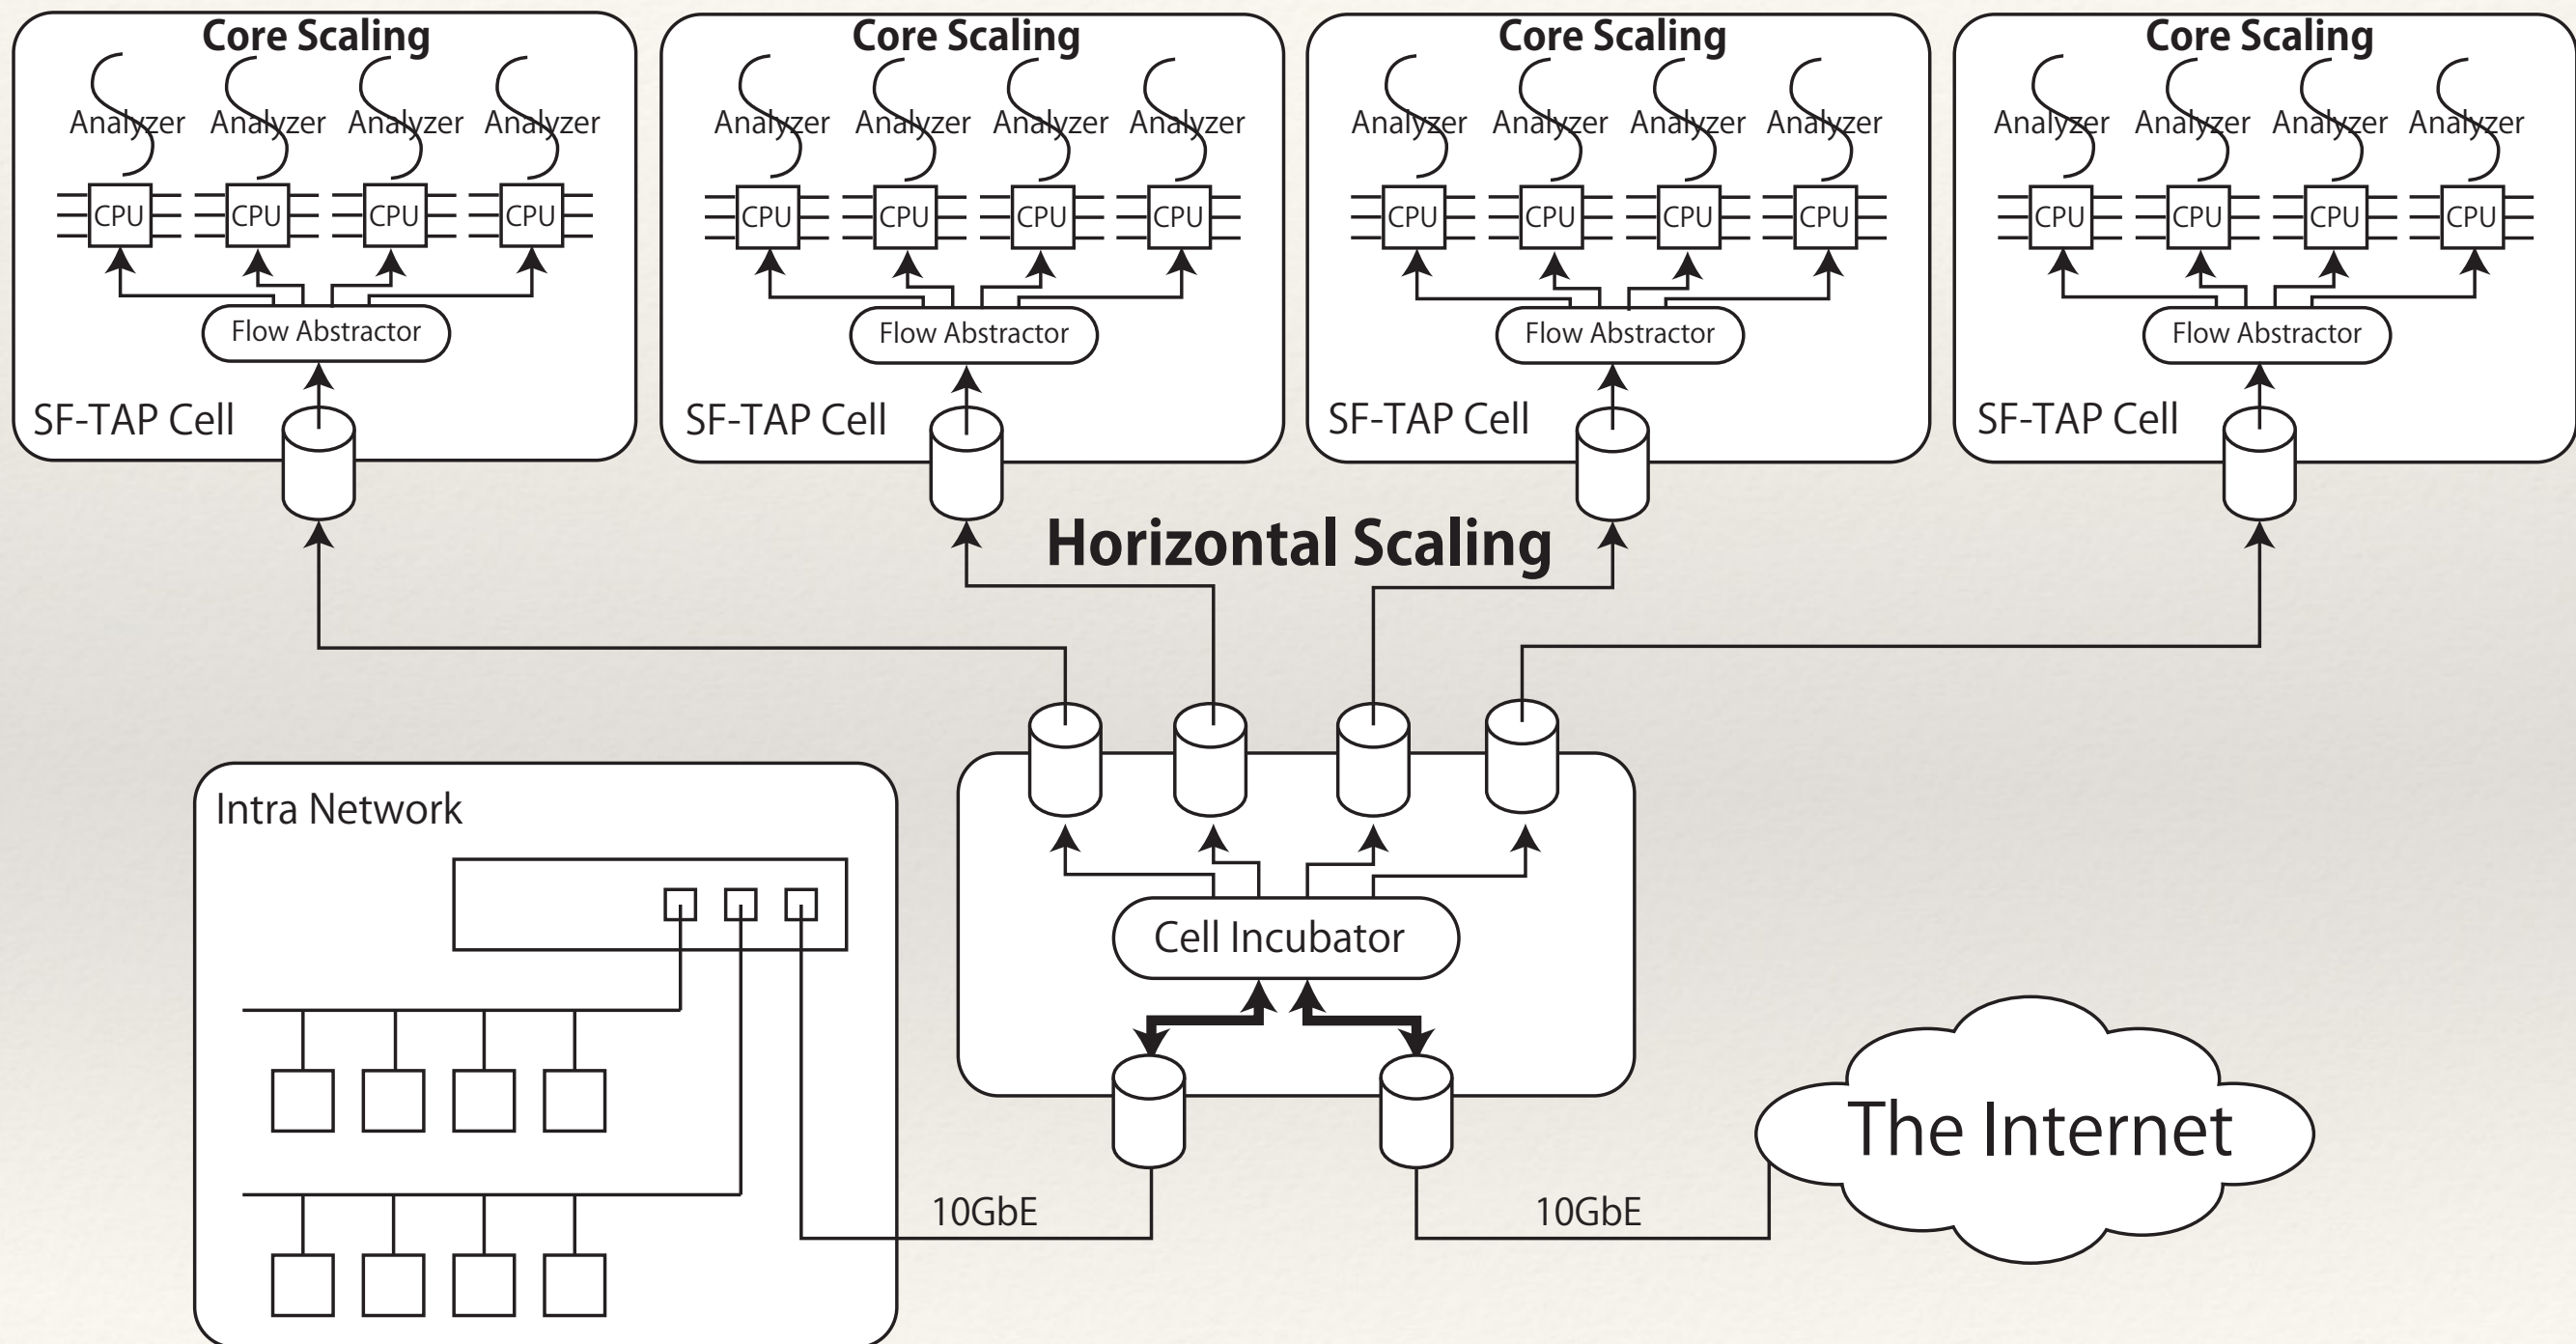 Core Scaling
Analyzer Analyzer Analyzer Analyzer
CPU CPU CPU CPU
Flow Abstractor
SF-TAP Cell
Core Scaling
Analyzer Analyzer Analyzer Analyzer
CPU CPU CPU CPU
Flow Abstractor
SF-TAP Cell
Core Scaling
Analyzer Analyzer Analyzer Analyzer
CPU CPU CPU CPU
Flow Abstractor
SF-TAP Cell
Core Scaling
Analyzer Analyzer Analyzer Analyzer
CPU CPU CPU CPU
Flow Abstractor
SF-TAP Cell
Horizontal Scaling
Intra Network
Cell Incubator
The Internet
10GbE
10GbE